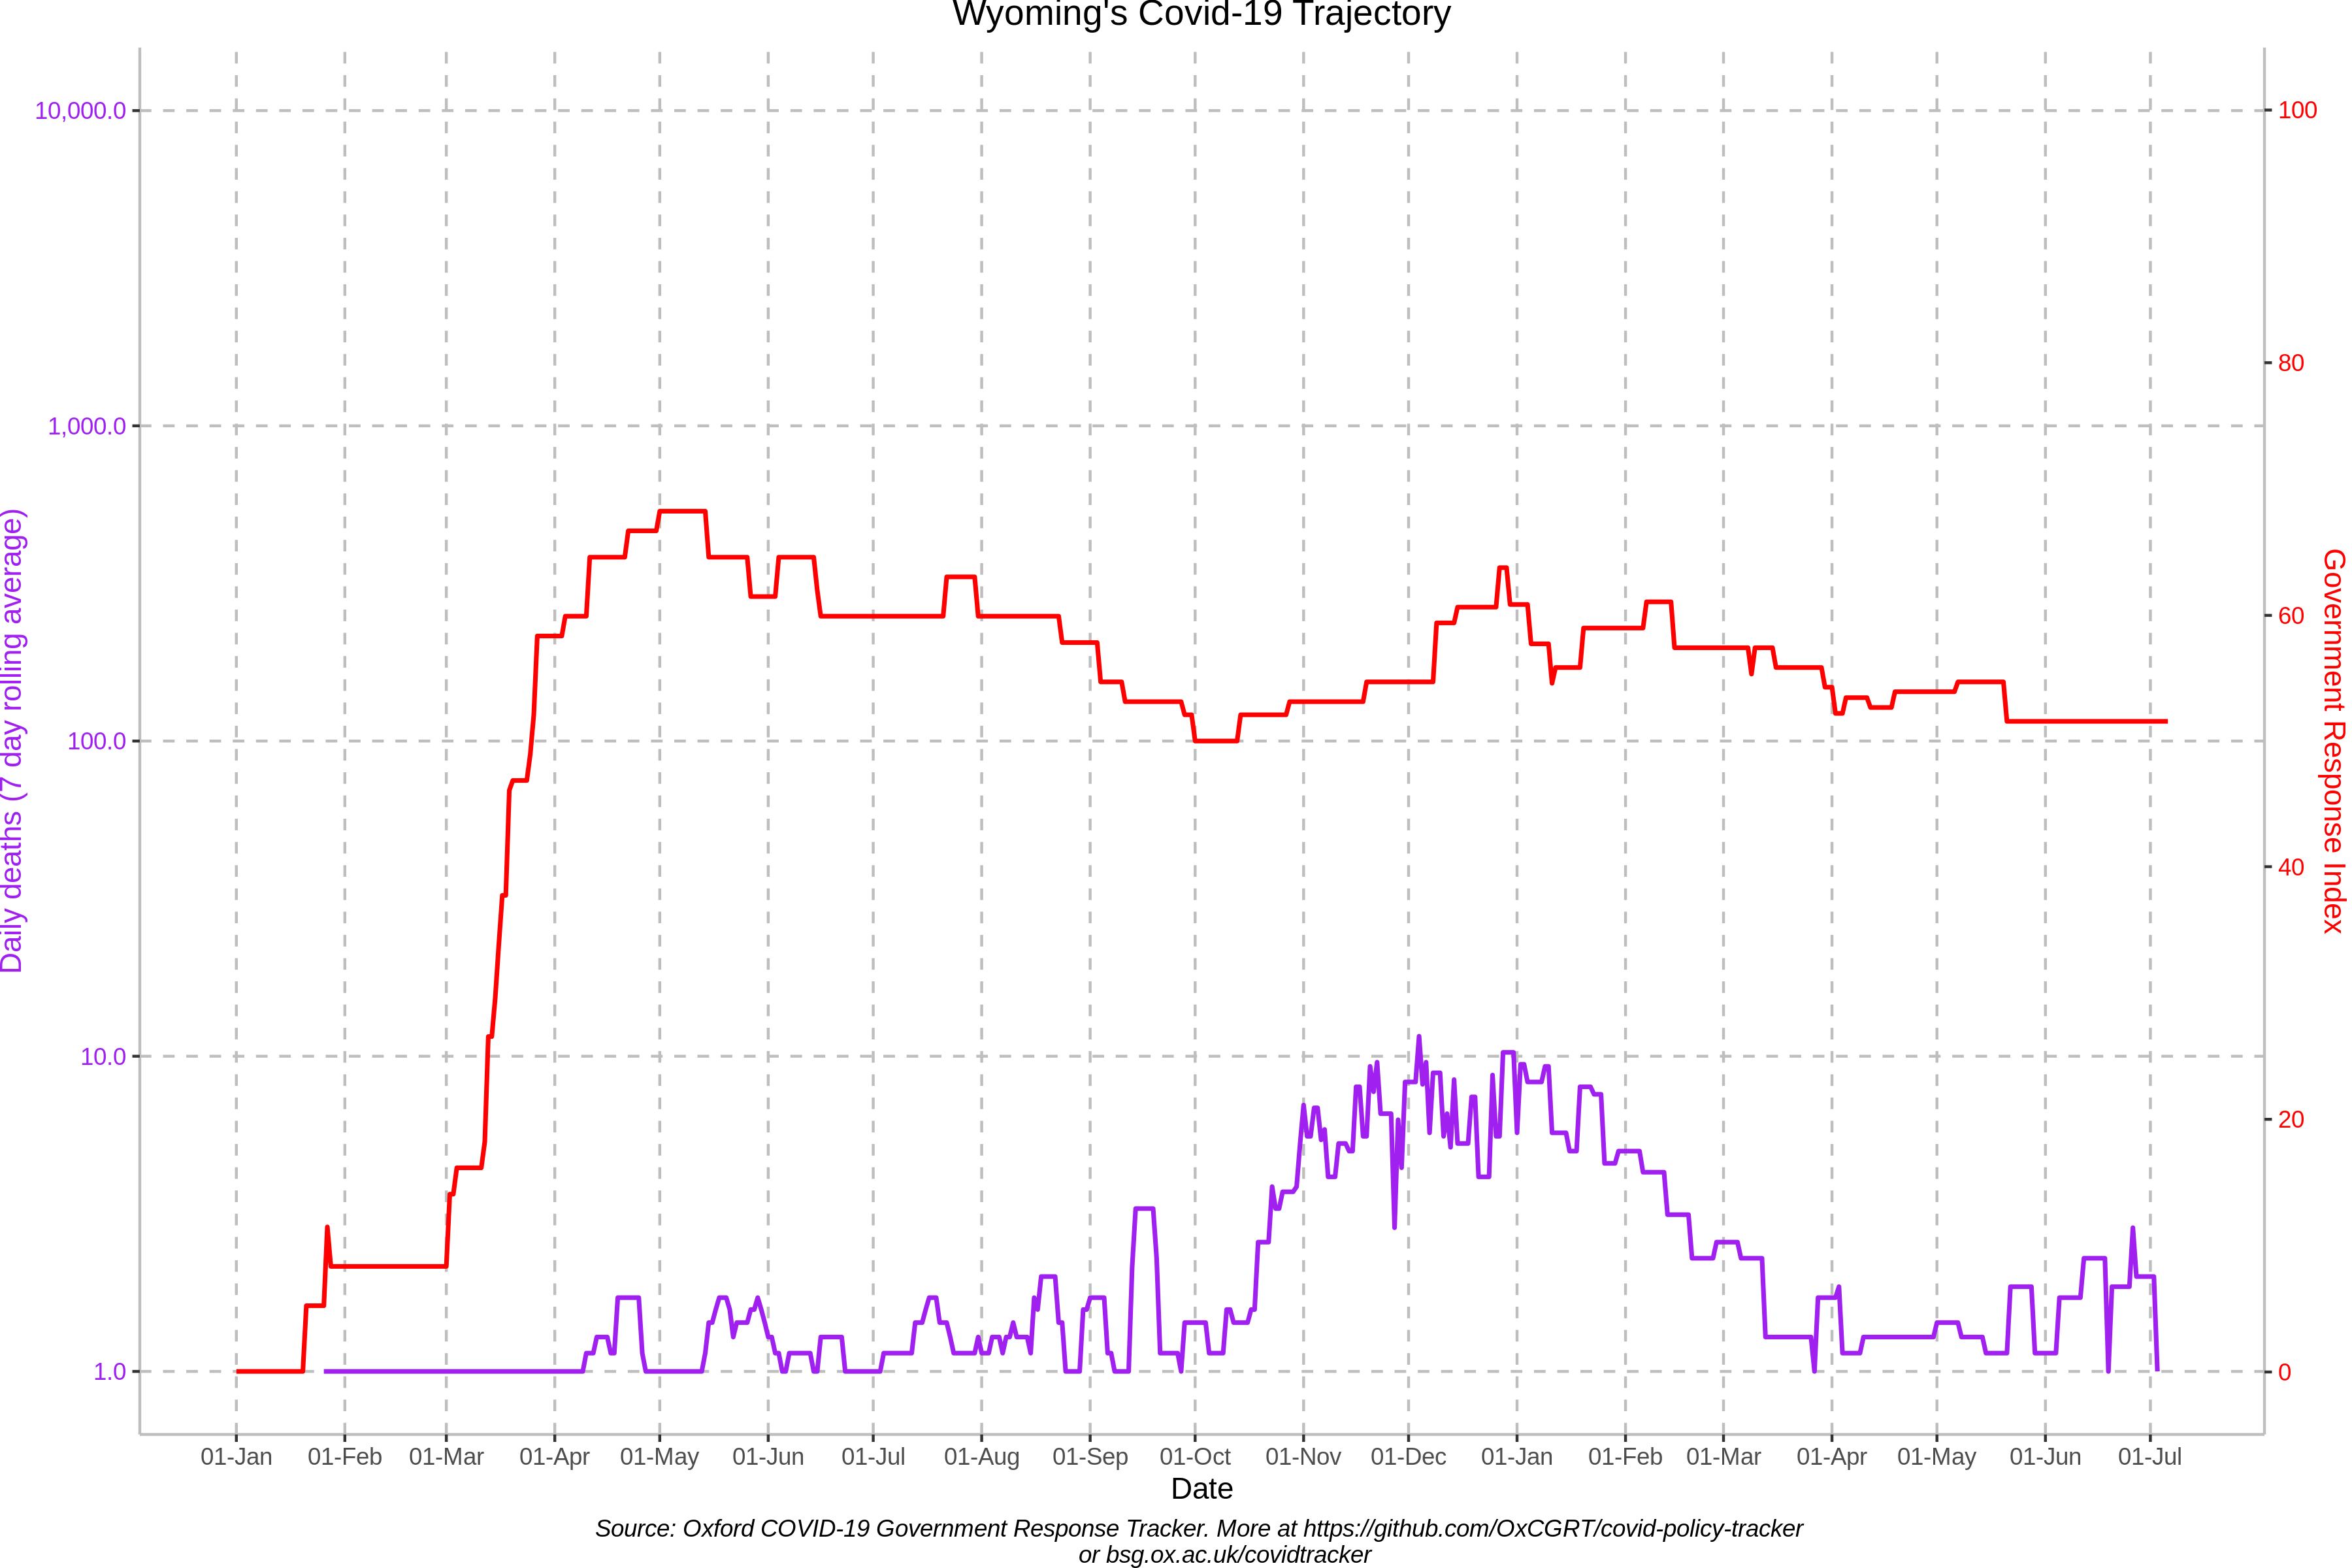 Wyoming's Covid-19 Trajectory
10,000.0
1,000.0
100.0
10.0
1.0
Daily deaths (7 day rolling average)
100
80
60
40
20
0
Government Response Index
01-Jan 01-Feb 01-Mar 01-Apr 01-May 01-Jun 01-Jul 01-Aug 01-Sep 01-Oct 01-Nov 01-Dec 01-Jan 01-Feb 01-Mar 01-Apr 01-May 01-Jun 01-Jul
Date
Source: Oxford COVID-19 Government Response Tracker. More at https://github.com/OxCGRT/covid-policy-tracker
or bsg.ox.ac.uk/covidtracker